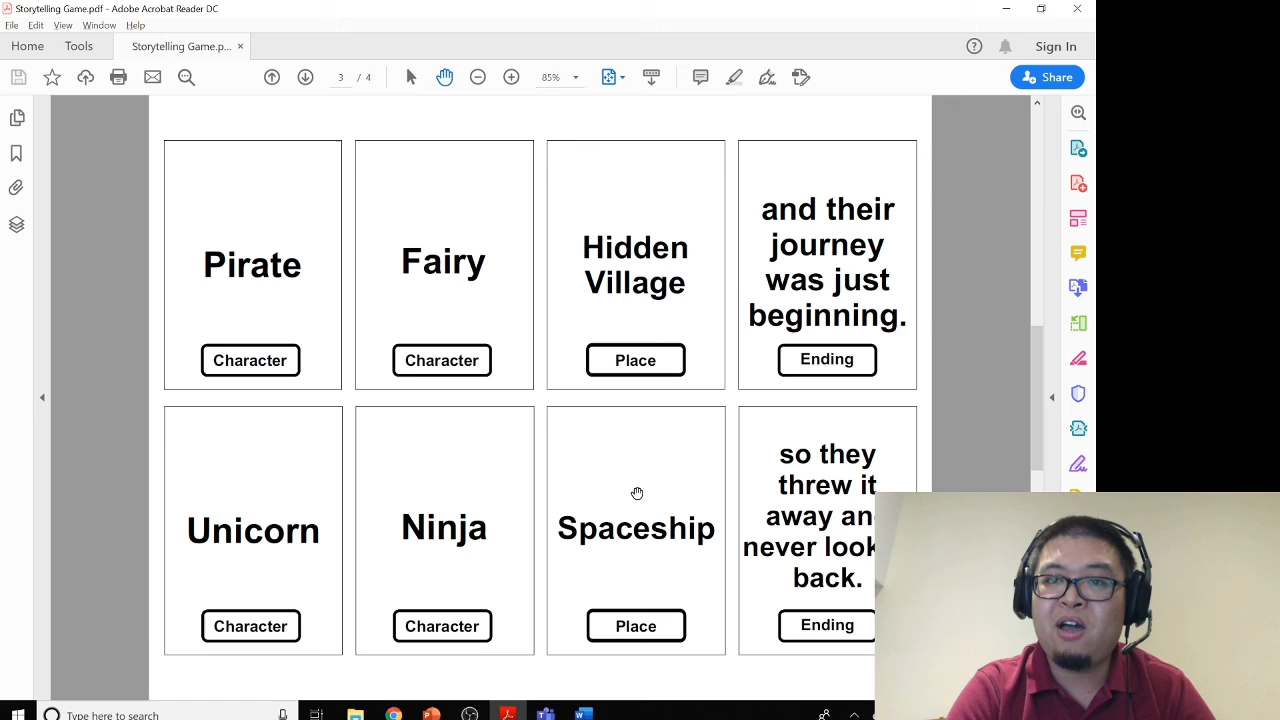 Storytelling Game.pdf - Adobe Acrobat Reader DC
File Edit View Window Help
Home Tools Storytelling Game.p... × Sign In
3 / 4 85% Share
Pirate
Character
Fairy
Character
Hidden
Village
Place
and their
journey
was just
beginning.
Ending
Unicorn
Character
Ninja
Character
Spaceship
Place
so they
threw it
away an
never look
back.
Ending
Type here to search